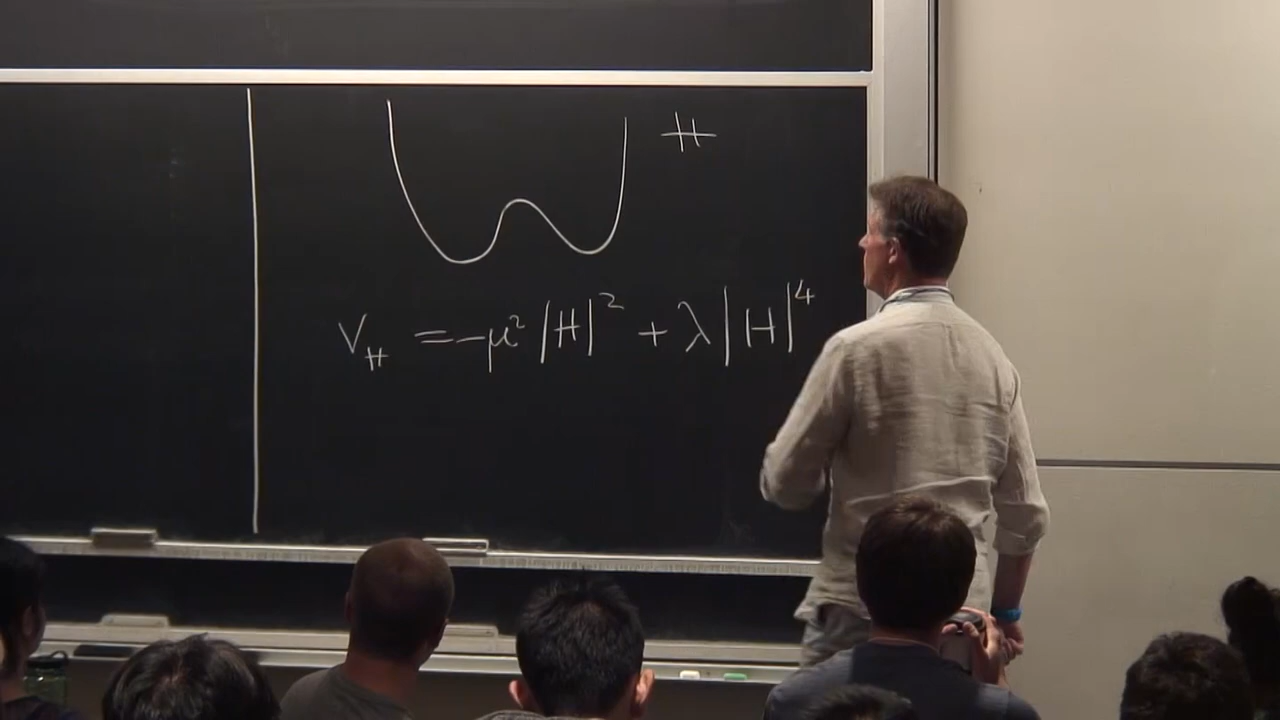 H
V_H = -μ² |H|² + λ|H|⁴